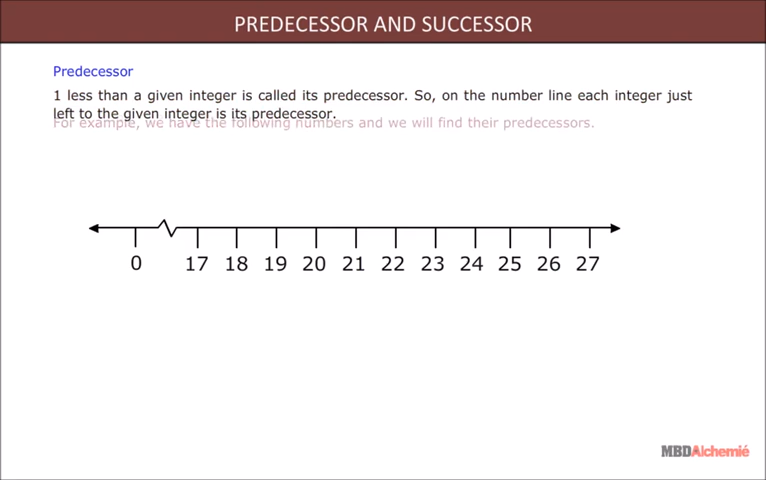 PREDECESSOR AND SUCCESSOR
Predecessor
1 less than a given integer is called its predecessor. So, on the number line each integer just
left to the given integer is its predecessor.
For example, we have the following numbers and we will find their predecessors.
0 17 18 19 20 21 22 23 24 25 26 27
MBDAlchemié